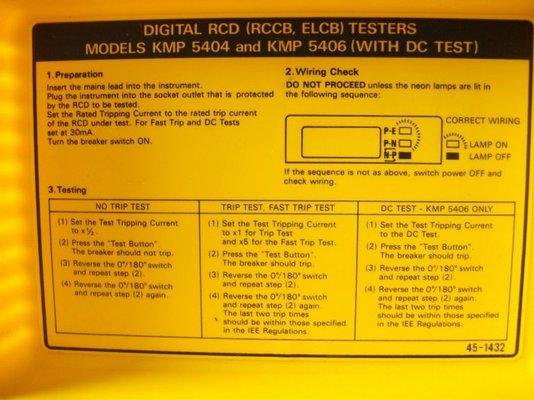 DIGITAL RCD (RCCB, ELCB) TESTERS
MODELS KMP 5404 and KMP 5406 (WITH DC TEST)
1. Preparation
Insert the mains lead into the instrument.
Plug the instrument into the socket outlet that is protected
by the RCD to be tested.
Set the Rated Tripping Current to the rated trip current
of the RCD under test. For Fast Trip and DC Tests
set at 30mA.
Turn the breaker switch ON.
2. Wiring Check
DO NOT PROCEED unless the neon lamps are lit in
the following sequence:
P-E
P-N
N-P
CORRECT WIRING
LAMP ON
LAMP OFF
If the sequence is not as above, switch power OFF and
check wiring.
3. Testing
NO TRIP TEST
(1) Set the Test Tripping Current
to x½.
(2) Press the "Test Button".
The breaker should not trip.
(3) Reverse the 0°/180° switch
and repeat step (2).
(4) Reverse the 0°/180° switch
and repeat step (2) again.
TRIP TEST, FAST TRIP TEST
(1) Set the Test Tripping Current
to x1 for Trip Test
and x5 for the Fast Trip Test.
(2) Press the "Test Button".
The breaker should trip.
(3) Reverse the 0°/180° switch
and repeat step (2).
(4) Reverse the 0°/180° switch
and repeat step (2) again.
The last two trip times
should be within those specified
in the IEE Regulations.
DC TEST - KMP 5406 ONLY
(1) Set the Test Tripping Current
to the DC Test.
(2) Press the "Test Button".
The breaker should trip.
(3) Reverse the 0°/180° switch
and repeat step (2).
(4) Reverse the 0°/180° switch
and repeat step (2) again.
The last two trip times
should be within those specified
in the IEE Regulations.
45-1432